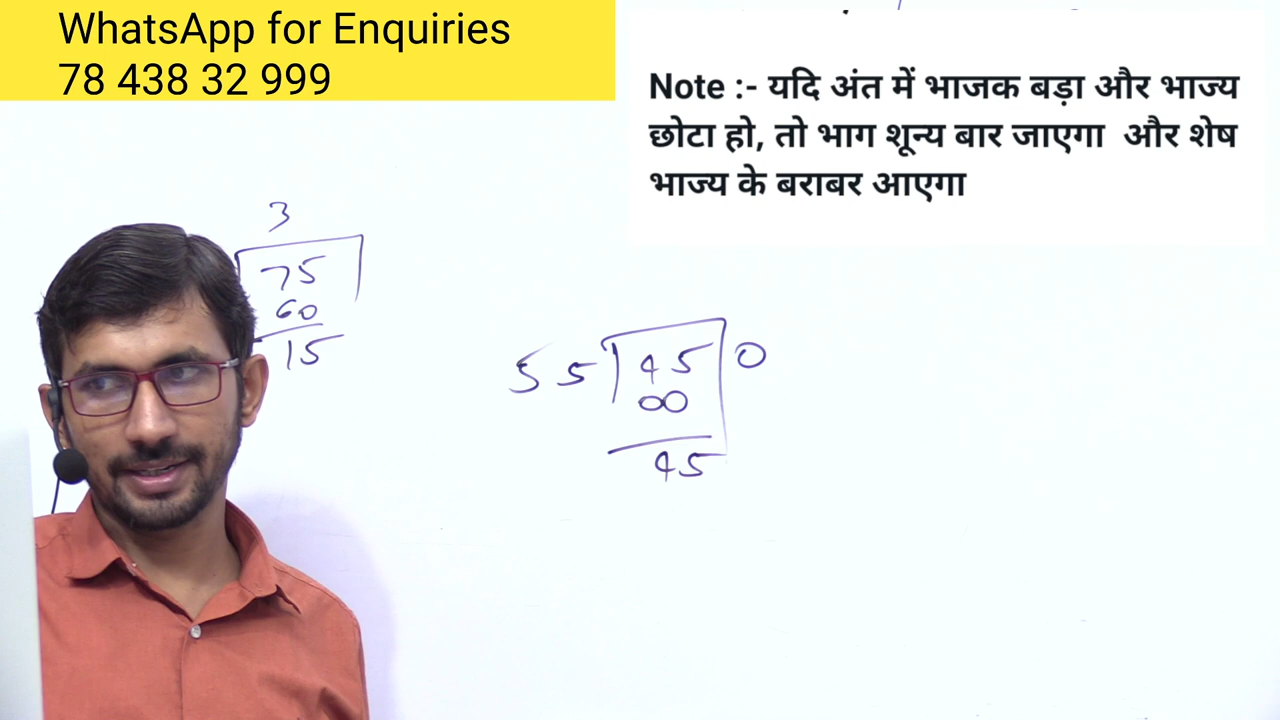 WhatsApp for Enquiries
78 438 32 999
Note :- यदि अंत में भाजक बड़ा और भाज्य
छोटा हो, तो भाग शून्य बार जाएगा और शेष
भाज्य के बराबर आएगा
3
75
60
15
55 45 0
00
45